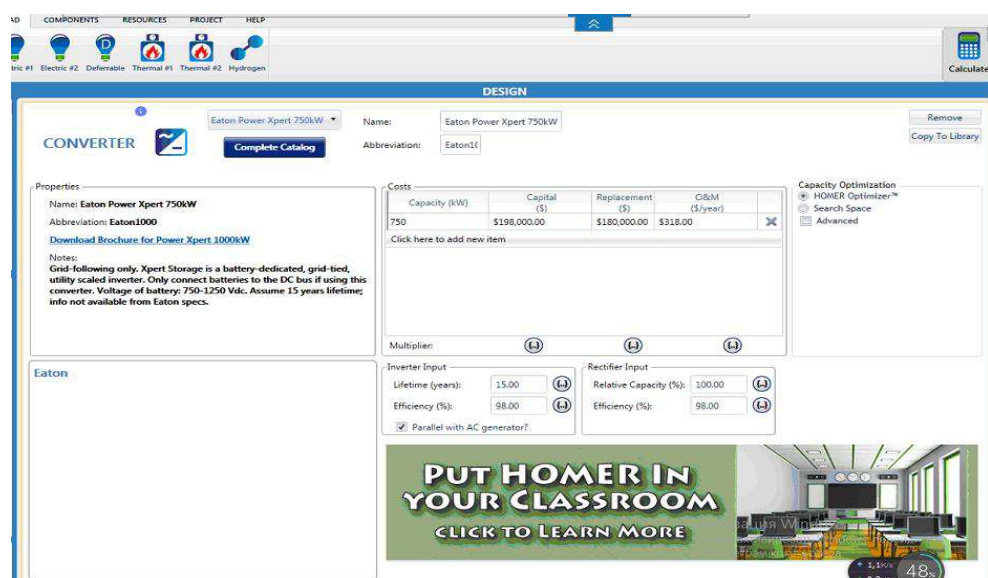 AD COMPONENTS RESOURCES PROJECT HELP
tric #1 Electric #2 Deferrable Thermal #1 Thermal #2 Hydrogen
Calculate
DESIGN
CONVERTER
Eaton Power Xpert 750kW
Complete Catalog
Name: Eaton Power Xpert 750kW
Abbreviation: Eaton1(
Remove
Copy To Library
Properties
Name: Eaton Power Xpert 750kW
Abbreviation: Eaton1000
Download Brochure for Power Xpert 1000kW
Notes:
Grid-following only. Xpert Storage is a battery-dedicated, grid-tied,
utility scaled inverter. Only connect batteries to the DC bus if using this
converter. Voltage of battery: 750-1250 Vdc. Assume 15 years lifetime;
info not available from Eaton specs.
Costs
Capacity (kW) Capital ($) Replacement ($) O&M ($/year)
750 $198,000.00 $180,000.00 $318.00
Click here to add new item
Multiplier: (..) (..) (..)
Capacity Optimization
HOMER Optimizer™
Search Space
Advanced
Eaton
Inverter Input
Lifetime (years): 15.00 (..)
Efficiency (%): 98.00 (..)
Parallel with AC generator?
Rectifier Input
Relative Capacity (%): 100.00 (..)
Efficiency (%): 98.00 (..)
PUT HOMER IN
YOUR CLASSROOM
CLICK TO LEARN MORE
48%